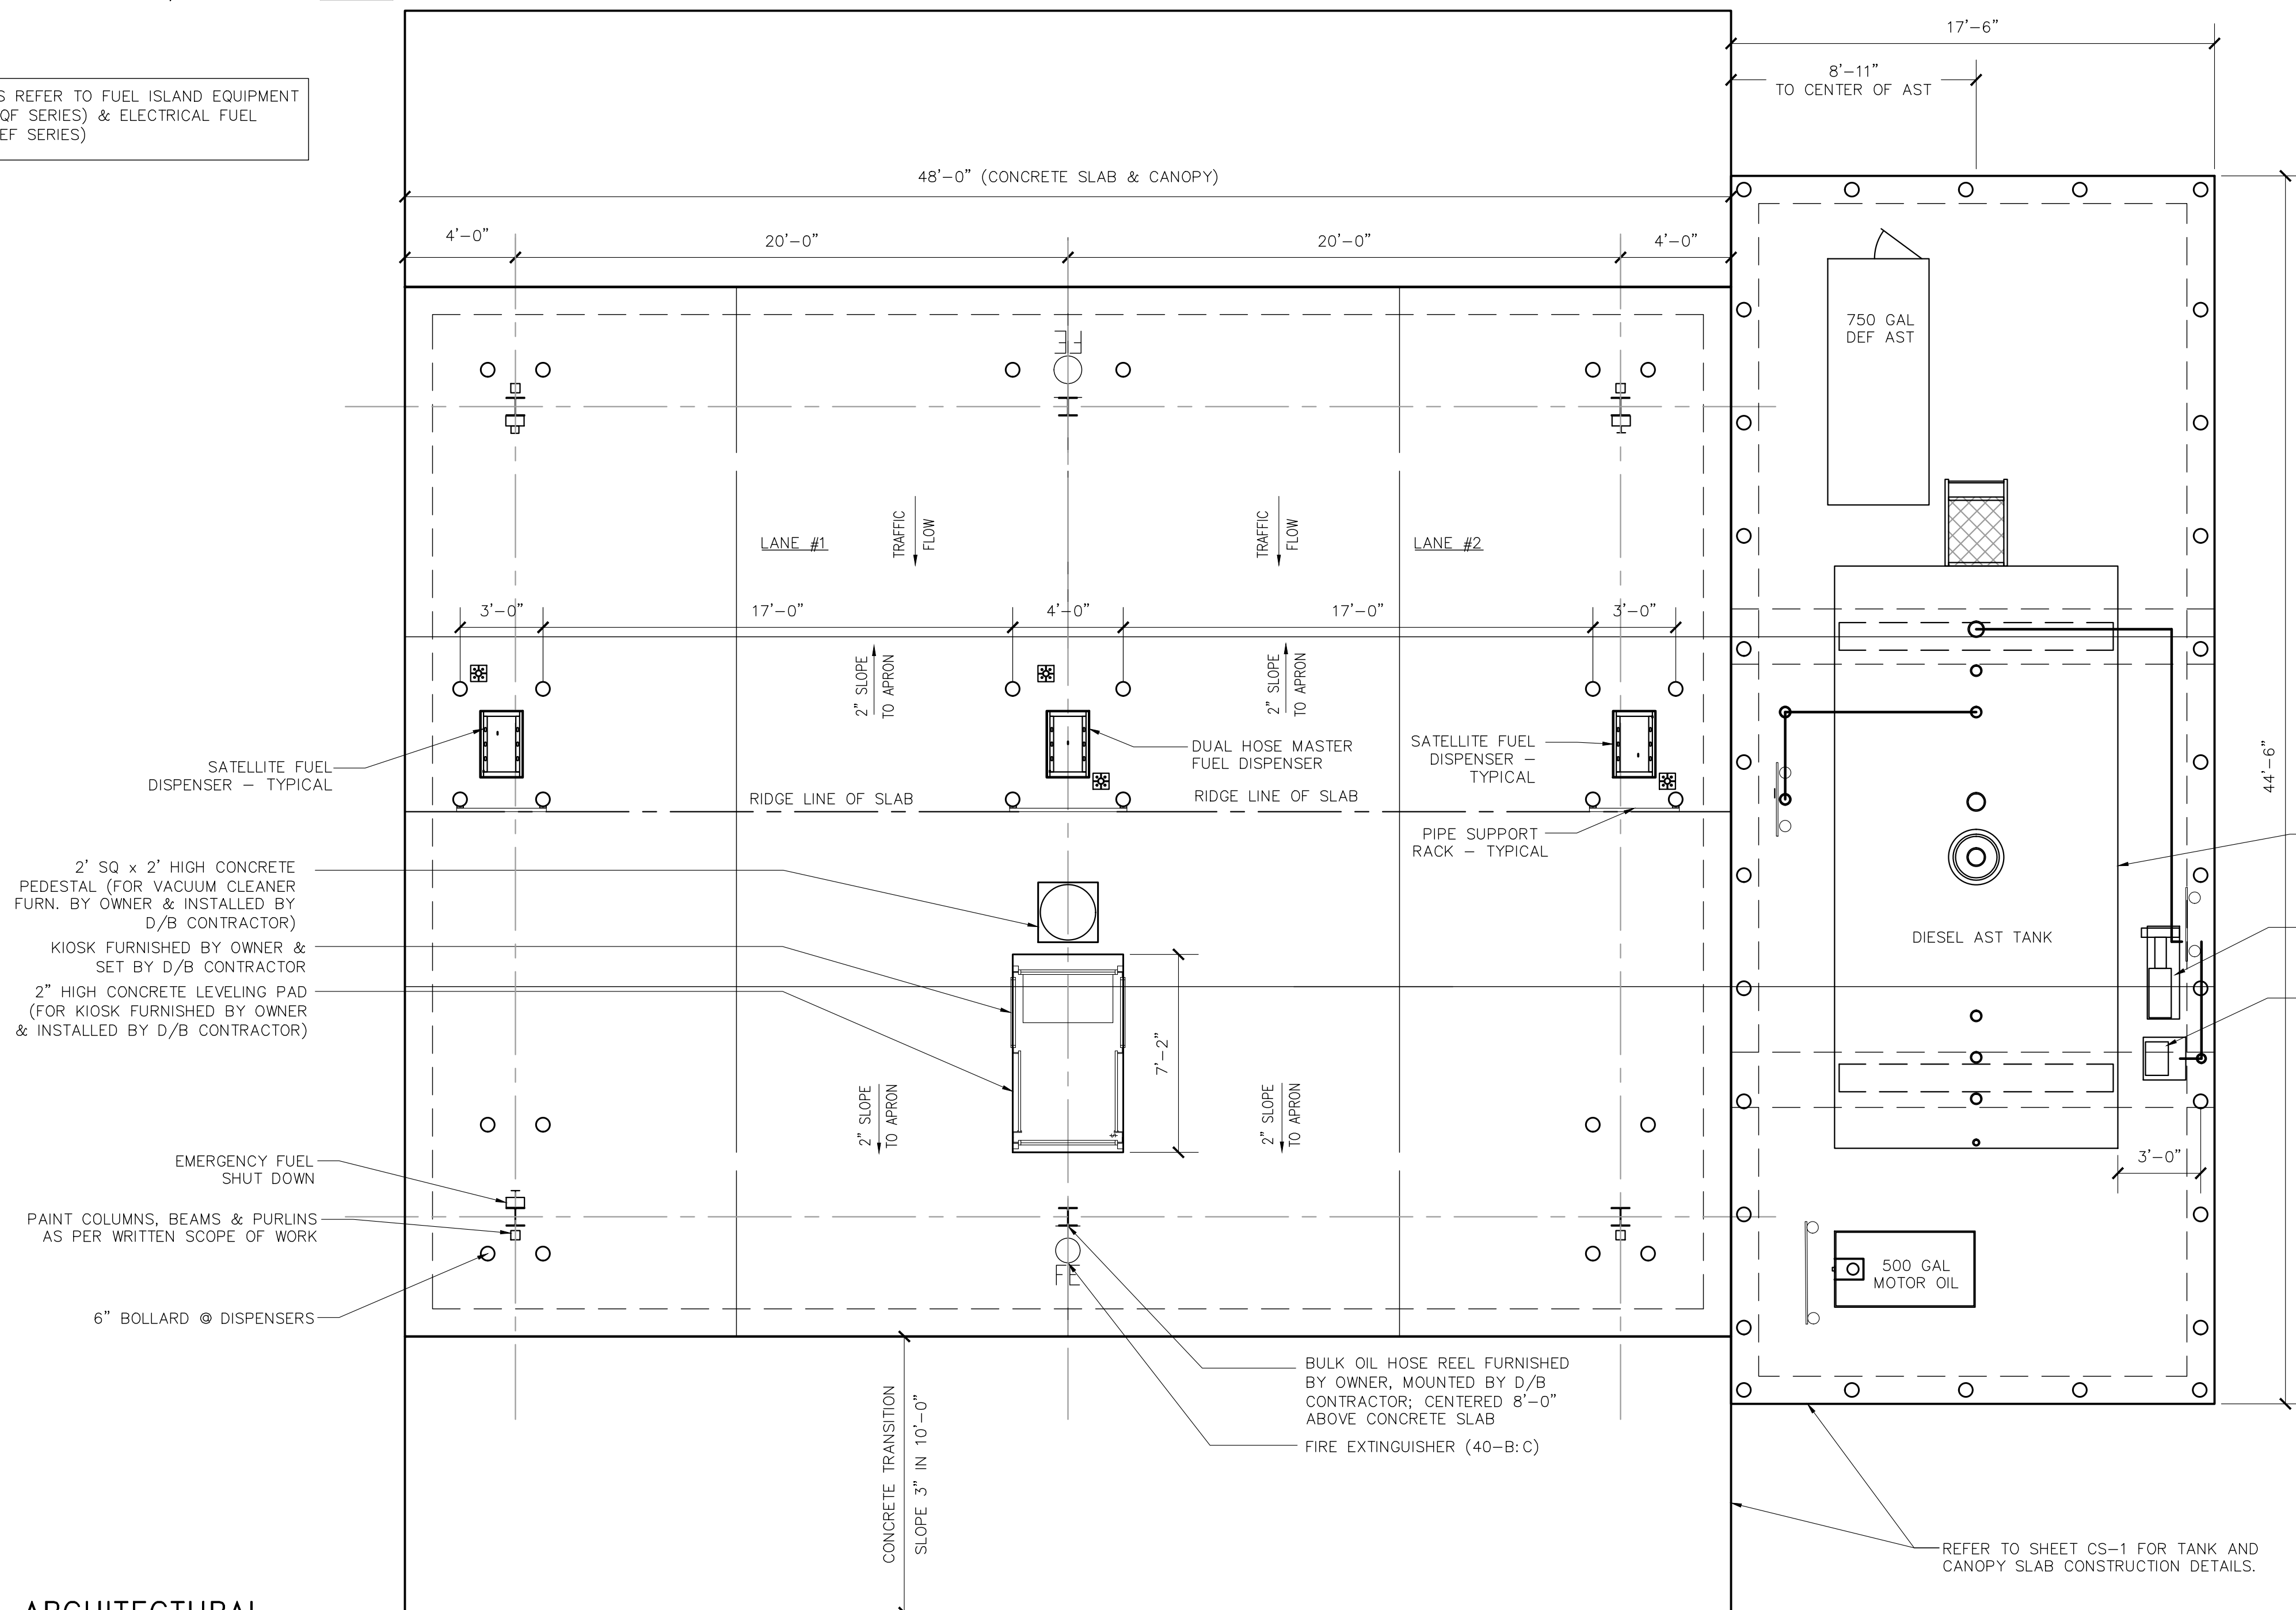 17'-6"
8'-11"
TO CENTER OF AST
S REFER TO FUEL ISLAND EQUIPMENT
QF SERIES) & ELECTRICAL FUEL
EF SERIES)
48'-0" (CONCRETE SLAB & CANOPY)
4'-0"
20'-0"
20'-0"
4'-0"
FE
750 GAL
DEF AST
LANE #1
TRAFFIC
FLOW
TRAFFIC
FLOW
LANE #2
3'-0"
17'-0"
4'-0"
17'-0"
3'-0"
2" SLOPE
TO APRON
2" SLOPE
TO APRON
SATELLITE FUEL
DISPENSER – TYPICAL
DUAL HOSE MASTER
FUEL DISPENSER
SATELLITE FUEL
DISPENSER –
TYPICAL
44'-6"
RIDGE LINE OF SLAB
RIDGE LINE OF SLAB
PIPE SUPPORT
RACK – TYPICAL
2' SQ x 2' HIGH CONCRETE
PEDESTAL (FOR VACUUM CLEANER
FURN. BY OWNER & INSTALLED BY
D/B CONTRACTOR)
KIOSK FURNISHED BY OWNER &
SET BY D/B CONTRACTOR
2" HIGH CONCRETE LEVELING PAD
(FOR KIOSK FURNISHED BY OWNER
& INSTALLED BY D/B CONTRACTOR)
DIESEL AST TANK
7'-2"
2" SLOPE
TO APRON
2" SLOPE
TO APRON
EMERGENCY FUEL
SHUT DOWN
3'-0"
PAINT COLUMNS, BEAMS & PURLINS
AS PER WRITTEN SCOPE OF WORK
FE
500 GAL
MOTOR OIL
6" BOLLARD @ DISPENSERS
BULK OIL HOSE REEL FURNISHED
BY OWNER, MOUNTED BY D/B
CONTRACTOR; CENTERED 8'-0"
ABOVE CONCRETE SLAB
FIRE EXTINGUISHER (40-B:C)
CONCRETE TRANSITION
SLOPE 3" IN 10'-0"
REFER TO SHEET CS-1 FOR TANK AND
CANOPY SLAB CONSTRUCTION DETAILS.
ARCHITECTURAL